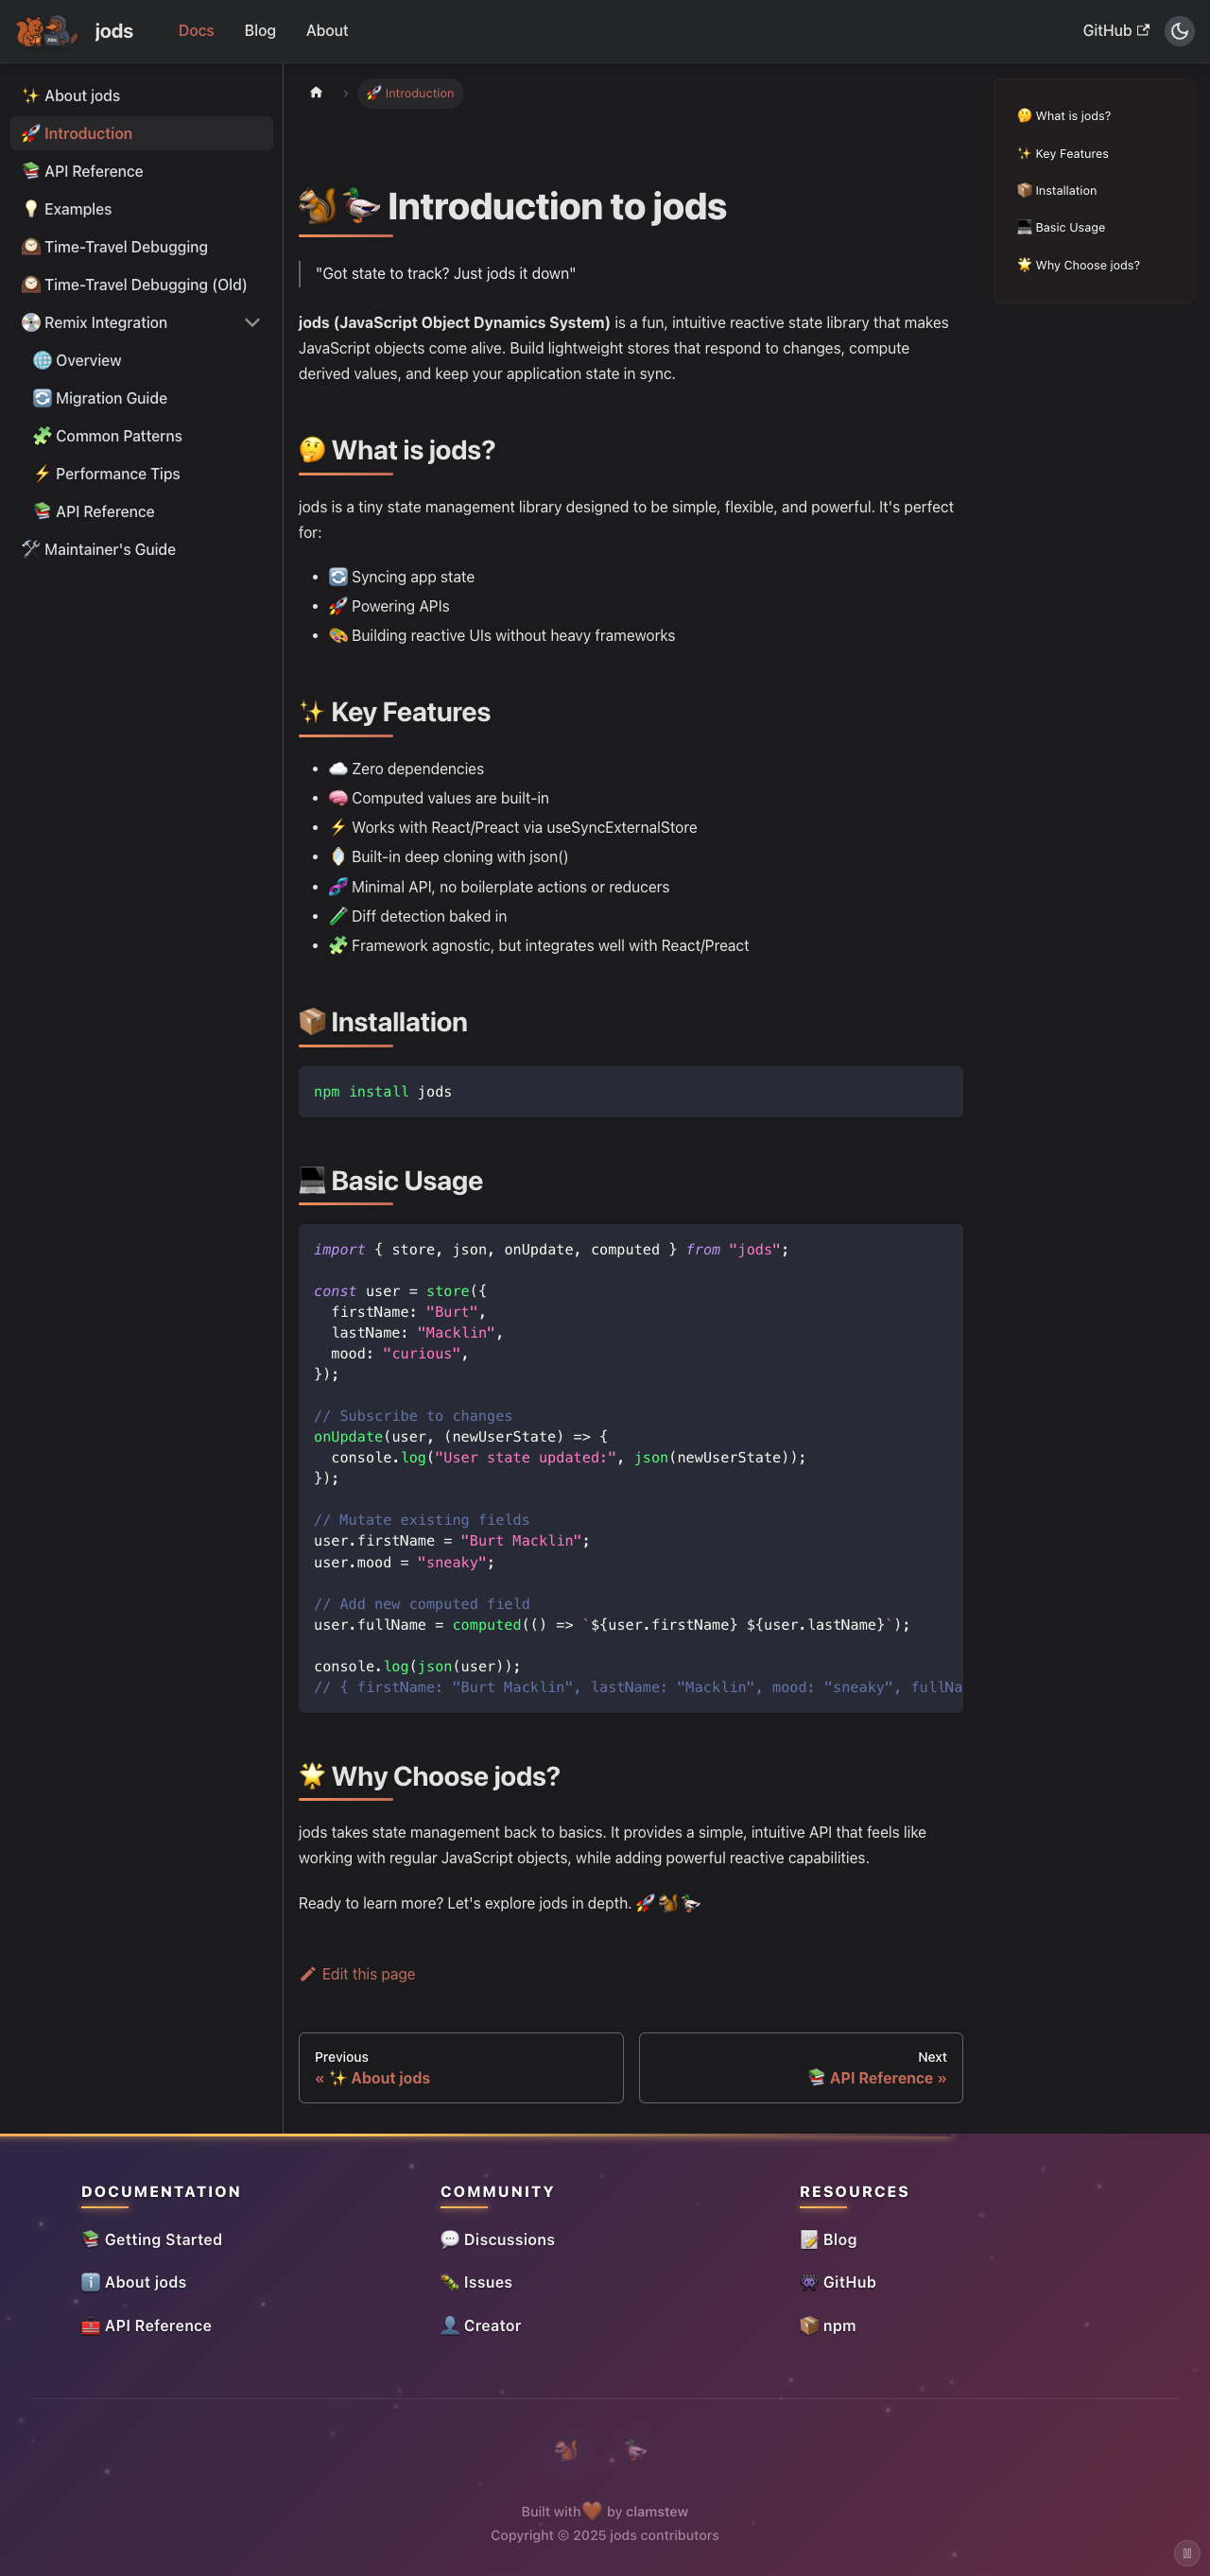 jods
Docs
Blog
About
GitHub
✨ About jods
🚀 Introduction
📚 API Reference
💡 Examples
🕰️ Time-Travel Debugging
🕰️ Time-Travel Debugging (Old)
💿 Remix Integration
🌐 Overview
🔄 Migration Guide
🧩 Common Patterns
⚡ Performance Tips
📚 API Reference
🛠️ Maintainer's Guide
🚀 Introduction
🐿️🦆 Introduction to jods
"Got state to track? Just jods it down"
jods (JavaScript Object Dynamics System) is a fun, intuitive reactive state library that makes
JavaScript objects come alive. Build lightweight stores that respond to changes, compute
derived values, and keep your application state in sync.
🤔 What is jods?
jods is a tiny state management library designed to be simple, flexible, and powerful. It's perfect
for:
• 🔄 Syncing app state
• 🚀 Powering APIs
• 🎨 Building reactive UIs without heavy frameworks
✨ Key Features
• ☁️ Zero dependencies
• 🧠 Computed values are built-in
• ⚡ Works with React/Preact via useSyncExternalStore
• 🪞 Built-in deep cloning with json()
• 🧬 Minimal API, no boilerplate actions or reducers
• 🧪 Diff detection baked in
• 🧩 Framework agnostic, but integrates well with React/Preact
📦 Installation
npm install jods
💻 Basic Usage
import { store, json, onUpdate, computed } from "jods";
const user = store({
  firstName: "Burt",
  lastName: "Macklin",
  mood: "curious",
});
// Subscribe to changes
onUpdate(user, (newUserState) => {
  console.log("User state updated:", json(newUserState));
});
// Mutate existing fields
user.firstName = "Burt Macklin";
user.mood = "sneaky";
// Add new computed field
user.fullName = computed(() => `${user.firstName} ${user.lastName}`);
console.log(json(user));
// { firstName: "Burt Macklin", lastName: "Macklin", mood: "sneaky", fullNa
🌟 Why Choose jods?
jods takes state management back to basics. It provides a simple, intuitive API that feels like
working with regular JavaScript objects, while adding powerful reactive capabilities.
Ready to learn more? Let's explore jods in depth. 🚀🐿️🦆
Edit this page
Previous
« ✨ About jods
Next
📚 API Reference »
🤔 What is jods?
✨ Key Features
📦 Installation
💻 Basic Usage
🌟 Why Choose jods?
DOCUMENTATION
📚 Getting Started
ℹ️ About jods
🧰 API Reference
COMMUNITY
💬 Discussions
🐛 Issues
👤 Creator
RESOURCES
📝 Blog
👾 GitHub
📦 npm
Built with 🧡 by clamstew
Copyright © 2025 jods contributors